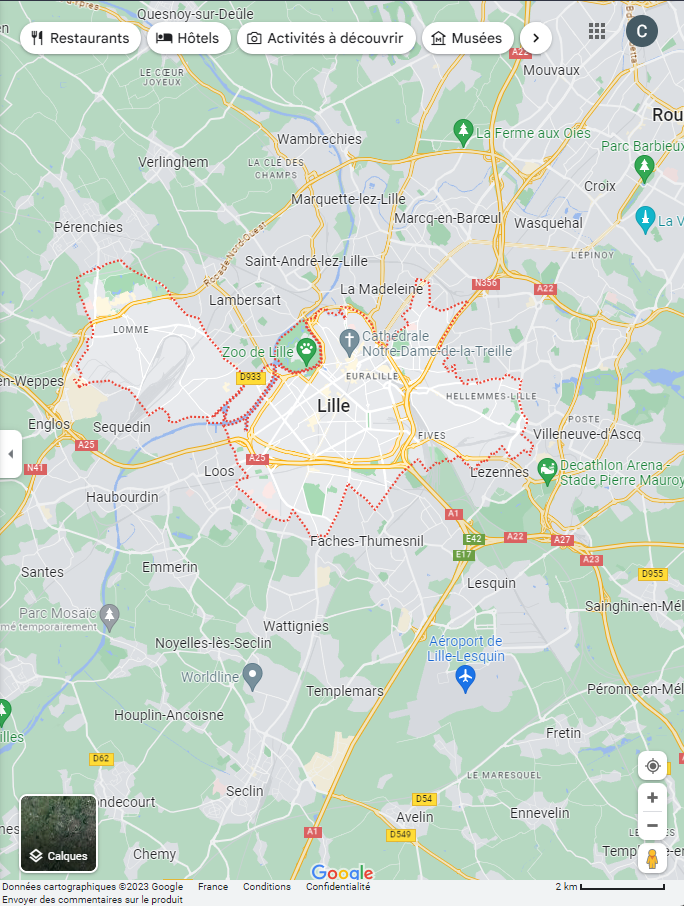 Quesnoy-sur-Deûle
Restaurants
Hôtels
Activités à découvrir
Musées
C
A22
Mouvaux
LE CŒUR
JOYEUX
Rou
Wambrechies
La Ferme aux Oies
Parc Barbieux
Verlinghem
LA CLÉ DES
CHAMPS
Croix
Marquette-lez-Lille
Marcq-en-Barœul
Wasquehal
La V
Pérenchies
Rocade Nord-Ouest
Saint-André-lez-Lille
L'ÉPINOY
La Madeleine
N356
A22
Lambersart
LOMME
Cathédrale
Notre-Dame-de-la-Treille
Zoo de Lille
D933
EURALILLE
en-Weppes
HELLEMMES-LILLE
Lille
POSTE
Englos
Sequedin
FIVES
Villeneuve-d'Ascq
A25
A25
N41
Loos
Lezennes
Decathlon Arena -
Stade Pierre Mauroy
Haubourdin
A1
Faches-Thumesnil
E42
A22
A27
E17
A23
Santes
Emmerin
D955
Lesquin
Parc Mosaïc
mé temporairement
Sainghin-en-Mél
Wattignies
Noyelles-lès-Seclin
Aéroport de
Lille-Lesquin
Worldline
Templemars
Péronne-en-Mél
Houplin-Ancoisne
illes
Fretin
D62
LE MARESQUEL
Seclin
D54
ondecourt
Avelin
Ennevelin
A1
D549
Chemy
Calques
Google
Données cartographiques ©2023 Google
France
Conditions
Confidentialité
2 km
Envoyer des commentaires sur le produit